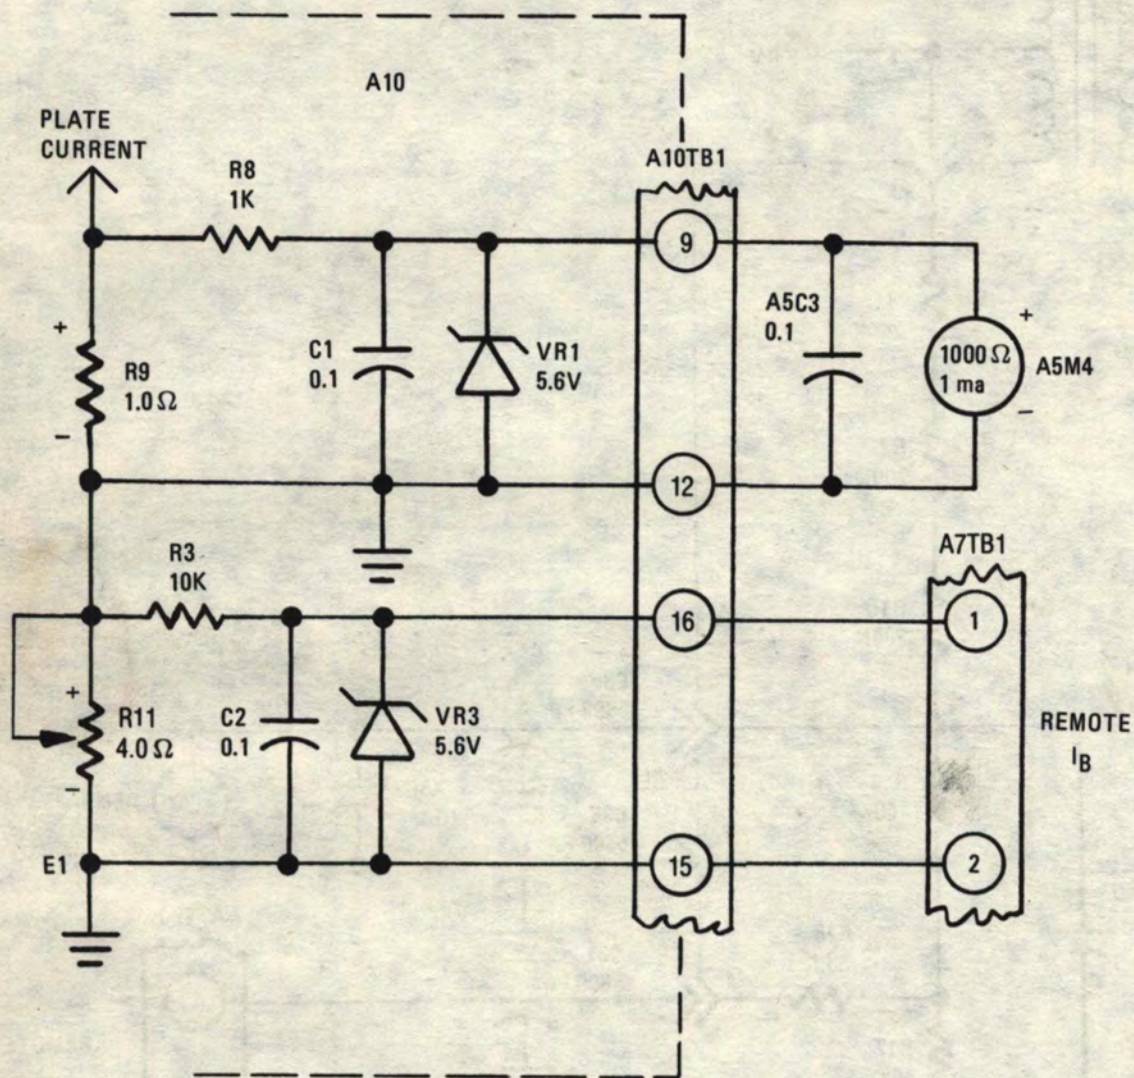 A10
PLATE
CURRENT
A10TB1
R8
1K
9
A5C3
0.1
+
R9
1.0 Ω
−
C1
0.1
VR1
5.6V
1000 Ω
1 ma
+
−
A5M4
12
R3
10K
A7TB1
16
1
+
R11
4.0 Ω
−
C2
0.1
VR3
5.6V
REMOTE
IB
E1
15
2